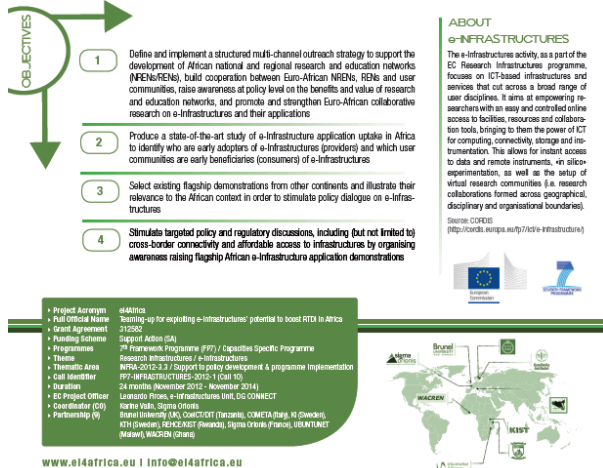 OBJECTIVES
1
Define and implement a structured multi-channel outreach strategy to support the
development of African national and regional research and education networks
(NRENs/RENs), build cooperation between Euro-African NRENs, RENs and user
communities, raise awareness at policy level on the benefits and value of research
and education networks, and promote and strengthen Euro-African collaborative
research on e-Infrastructures and their applications
2
Produce a state-of-the-art study of e-Infrastructure application uptake in Africa
to identify who are early adopters of e-Infrastructures (providers) and which user
communities are early beneficiaries (consumers) of e-Infrastructures
3
Select existing flagship demonstrations from other continents and illustrate their
relevance to the African context in order to stimulate policy dialogue on e-Infras-
tructures
4
Stimulate targeted policy and regulatory discussions, including (but not limited to)
cross-border connectivity and affordable access to infrastructures by organising
awareness raising flagship African e-Infrastructure application demonstrations
ABOUT
e-INFRASTRUCTURES
The e-Infrastructures activity, as a part of the
EC Research Infrastructures programme,
focuses on ICT-based infrastructures and
services that cut across a broad range of
user disciplines. It aims at empowering re-
searchers with an easy and controlled online
access to facilities, resources and collabora-
tion tools, bringing to them the power of ICT
for computing, connectivity, storage and ins-
trumentation. This allows for instant access
to data and remote instruments, «in silico»
experimentation, as well as the setup of
virtual research communities (i.e. research
collaborations formed across geographical,
disciplinary and organisational boundaries).
Source: CORDIS
(http://cordis.europa.eu/fp7/ict/e-infrastructure/)
European
Commission
SEVENTH FRAMEWORK
PROGRAMME
Project Acronym ei4Africa
Full Official Name Teaming-up for exploiting e-Infrastructures' potential to boost RTDI in Africa
Grant Agreement 312582
Funding Scheme Support Action (SA)
Programmes 7th Framework Programme (FP7) / Capacities Specific Programme
Theme Research Infrastructures / e-Infrastructures
Thematic Area INFRA-2012-3.3 / Support to policy development & programme implementation
Call Identifier FP7-INFRASTRUCTURES-2012-1 (Call 10)
Duration 24 months (November 2012 - November 2014)
EC Project Officer Leonardo Flores, e-Infrastructures Unit, DG CONNECT
Coordinator (CO) Karine Valin, Sigma Orionis
Partnership (9) Brunel University (UK), CoICT/DIT (Tanzania), COMETA (Italy), KI (Sweden),
KTH (Sweden), REHCE/KIST (Rwanda), Sigma Orionis (France), UBUNTUNET
(Malawi), WACREN (Ghana)
sigma
orionis
Brunel
UNIVERSITY
WACREN
KIST
www.ei4africa.eu I info@ei4africa.eu